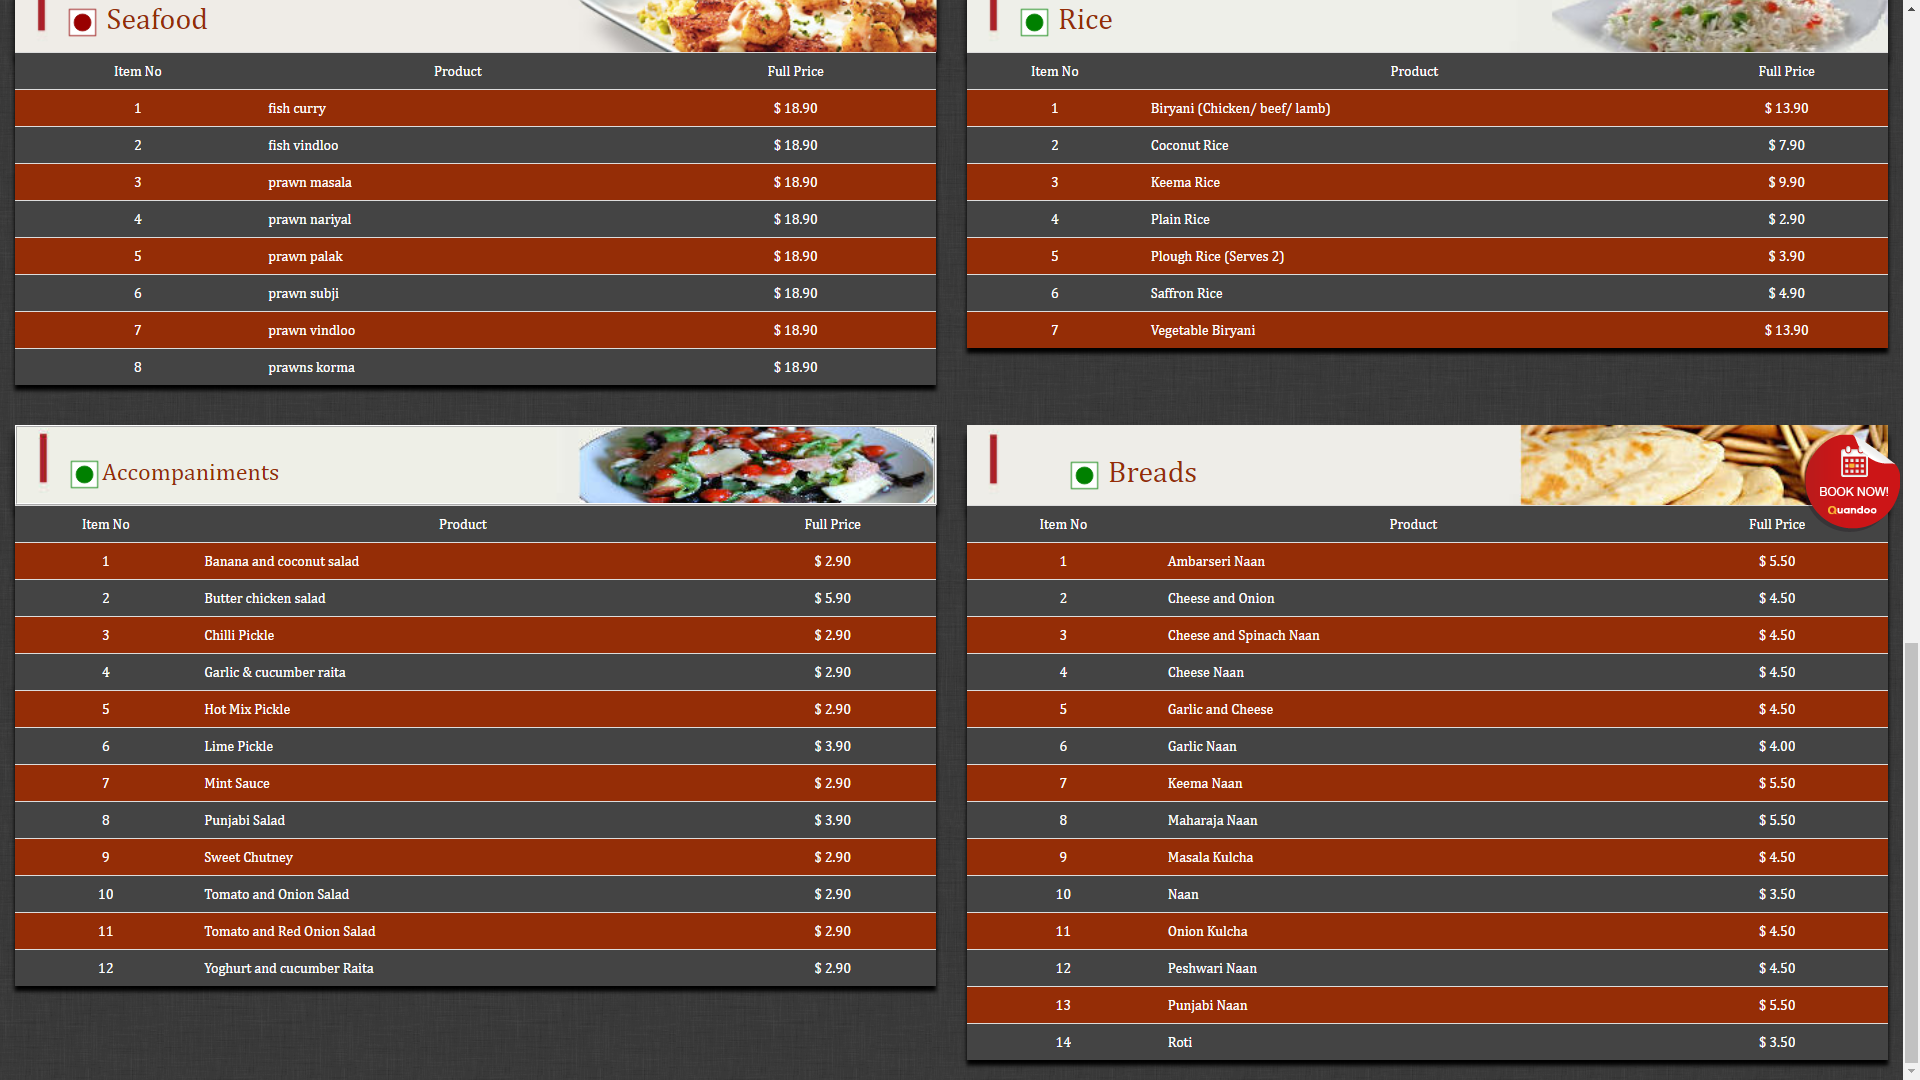 Seafood
Item No Product Full Price
1 fish curry $ 18.90
2 fish vindloo $ 18.90
3 prawn masala $ 18.90
4 prawn nariyal $ 18.90
5 prawn palak $ 18.90
6 prawn subji $ 18.90
7 prawn vindloo $ 18.90
8 prawns korma $ 18.90
Rice
Item No Product Full Price
1 Biryani (Chicken/ beef/ lamb) $ 13.90
2 Coconut Rice $ 7.90
3 Keema Rice $ 9.90
4 Plain Rice $ 2.90
5 Plough Rice (Serves 2) $ 3.90
6 Saffron Rice $ 4.90
7 Vegetable Biryani $ 13.90
Accompaniments
Item No Product Full Price
1 Banana and coconut salad $ 2.90
2 Butter chicken salad $ 5.90
3 Chilli Pickle $ 2.90
4 Garlic & cucumber raita $ 2.90
5 Hot Mix Pickle $ 2.90
6 Lime Pickle $ 3.90
7 Mint Sauce $ 2.90
8 Punjabi Salad $ 3.90
9 Sweet Chutney $ 2.90
10 Tomato and Onion Salad $ 2.90
11 Tomato and Red Onion Salad $ 2.90
12 Yoghurt and cucumber Raita $ 2.90
Breads
Item No Product Full Price
1 Ambarseri Naan $ 5.50
2 Cheese and Onion $ 4.50
3 Cheese and Spinach Naan $ 4.50
4 Cheese Naan $ 4.50
5 Garlic and Cheese $ 4.50
6 Garlic Naan $ 4.00
7 Keema Naan $ 5.50
8 Maharaja Naan $ 5.50
9 Masala Kulcha $ 4.50
10 Naan $ 3.50
11 Onion Kulcha $ 4.50
12 Peshwari Naan $ 4.50
13 Punjabi Naan $ 5.50
14 Roti $ 3.50
BOOK NOW!
Quandoo